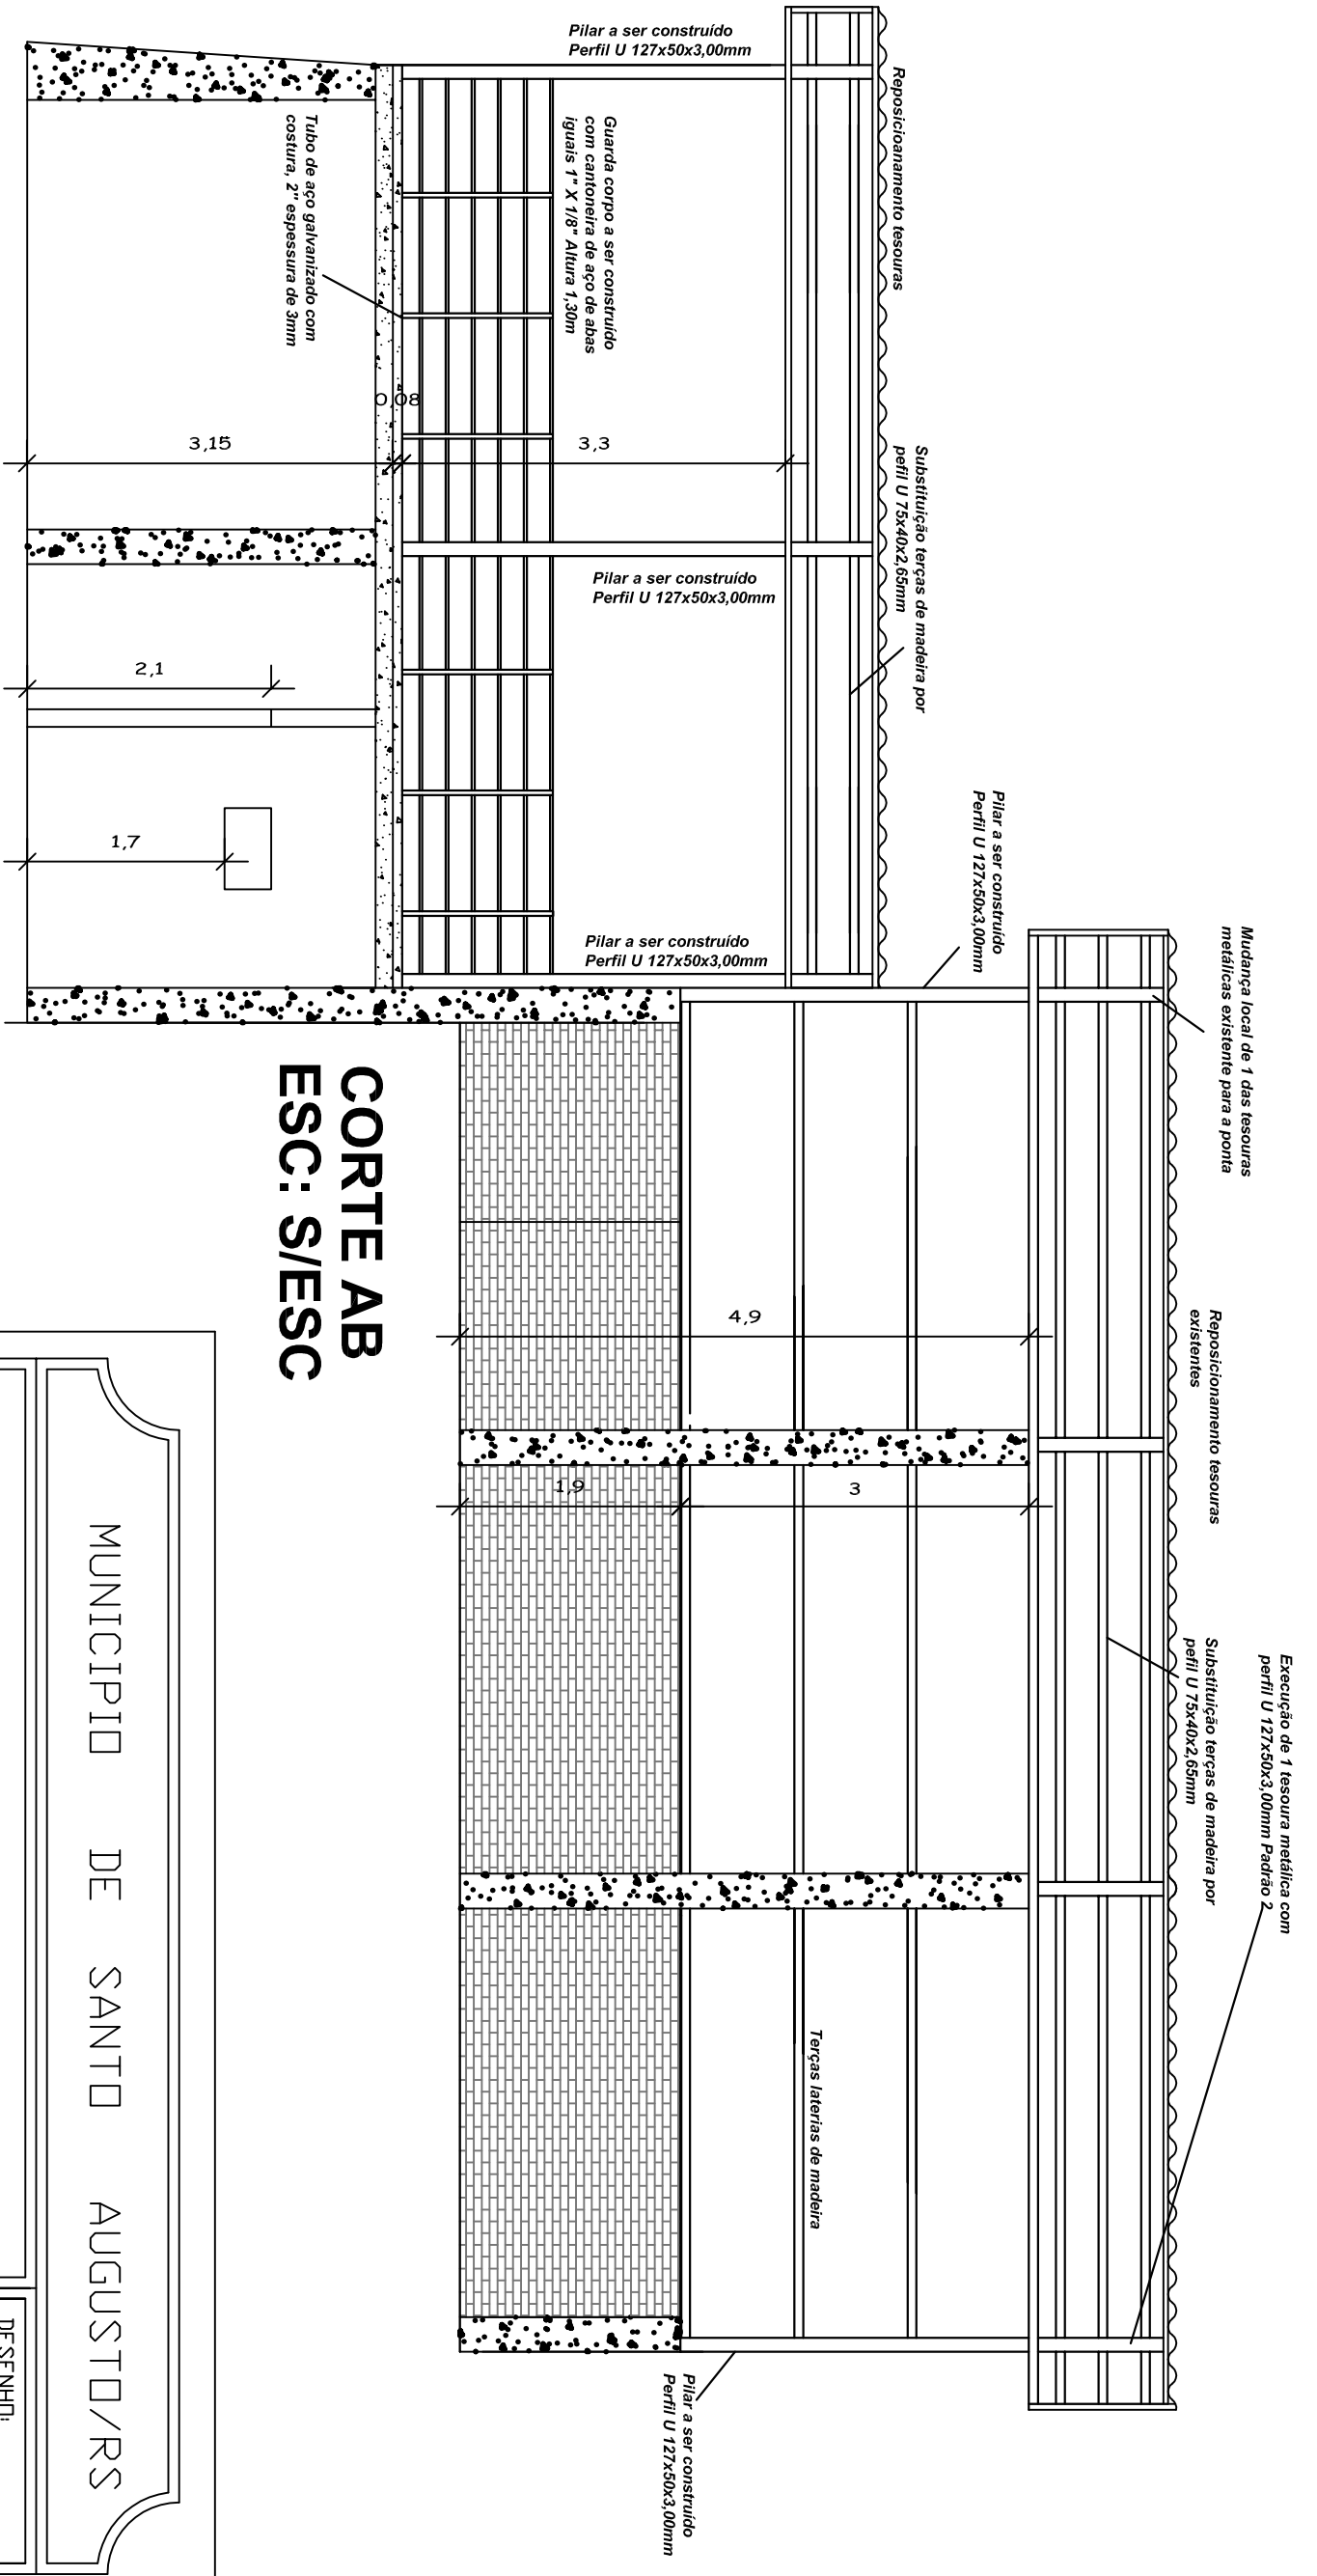 Pilar a ser construído
Perfil U 127x50x3,00mm
Reposicioanamento tesouras
Guarda corpo a ser construído
com cantoneira de aço de abas
iguais 1" X 1/8" Altura 1,30m
Tubo de aço galvanizado com
costura, 2" espessura de 3mm
0,08
3,15
3,3
Substituição terças de madeira por
pefil U 75x40x2,65mm
Pilar a ser construído
Perfil U 127x50x3,00mm
2,1
1,7
Pilar a ser construído
Perfil U 127x50x3,00mm
Pilar a ser construído
Perfil U 127x50x3,00mm
Mudança local de 1 das tesouras
metálicas existente para a ponta
Reposicionamento tesouras
existentes
4,9
1,9
3
Substituição terças de madeira por
pefil U 75x40x2,65mm
Execução de 1 tesoura metálica com
perfil U 127x50x3,00mm Padrão 2
Terças laterias de madeira
Pilar a ser construído
Perfil U 127x50x3,00mm
CORTE AB
ESC: S/ESC
MUNICIPIO DE SANTO AUGUSTO/RS
DESENHO: